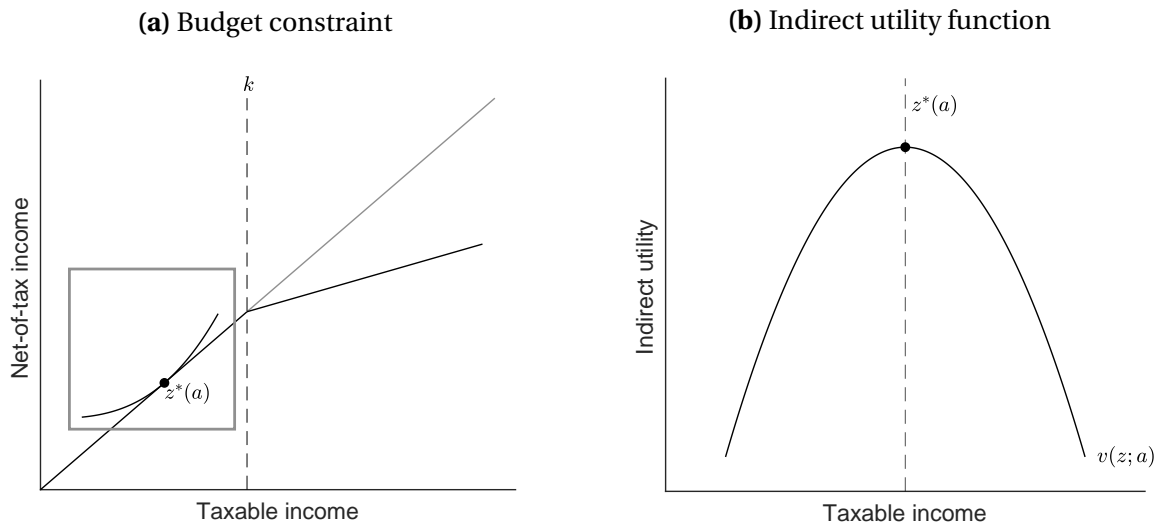 (a) Budget constraint
k
Net-of-tax income
z*(a)
Taxable income
(b) Indirect utility function
z*(a)
Indirect utility
v(z; a)
Taxable income